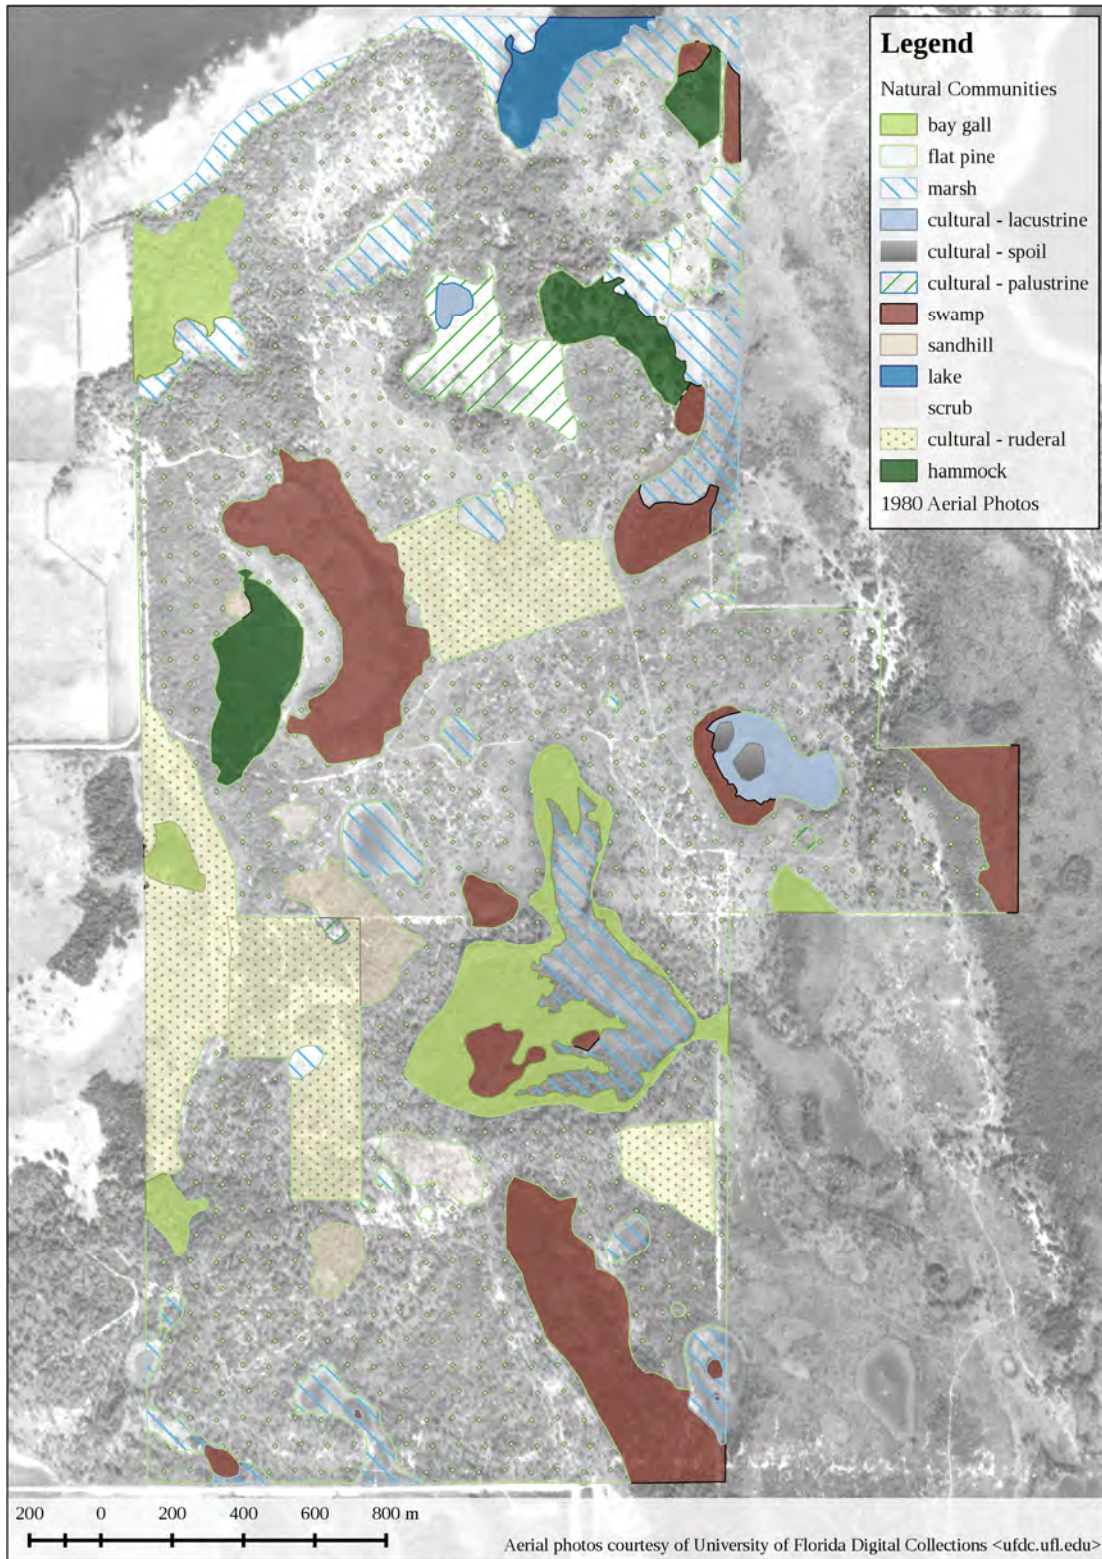 Legend
Natural Communities
bay gall
flat pine
marsh
cultural - lacustrine
cultural - spoil
cultural - palustrine
swamp
sandhill
lake
scrub
cultural - ruderal
hammock
1980 Aerial Photos
200 0 200 400 600 800 m
Aerial photos courtesy of University of Florida Digital Collections <ufdc.ufl.edu>